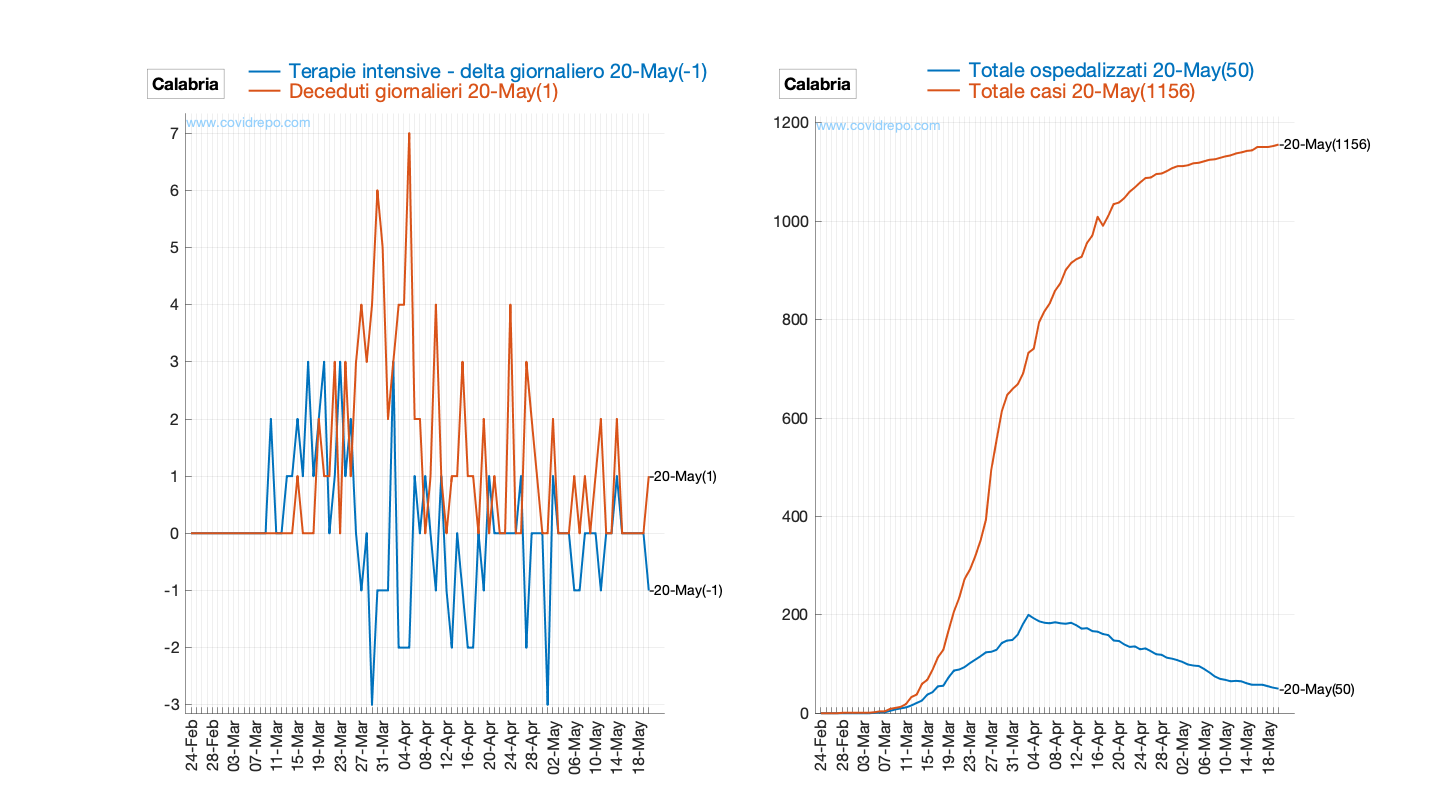 Calabria
Terapie intensive - delta giornaliero 20-May(-1)
Deceduti giornalieri 20-May(1)
www.covidrepo.com
7
6
5
4
3
2
1
0
-1
-2
-3
20-May(1)
20-May(-1)
24-Feb
28-Feb
03-Mar
07-Mar
11-Mar
15-Mar
19-Mar
23-Mar
27-Mar
31-Mar
04-Apr
08-Apr
12-Apr
16-Apr
20-Apr
24-Apr
28-Apr
02-May
06-May
10-May
14-May
18-May
Calabria
Totale ospedalizzati 20-May(50)
Totale casi 20-May(1156)
www.covidrepo.com
1200
1000
800
600
400
200
0
20-May(1156)
20-May(50)
24-Feb
28-Feb
03-Mar
07-Mar
11-Mar
15-Mar
19-Mar
23-Mar
27-Mar
31-Mar
04-Apr
08-Apr
12-Apr
16-Apr
20-Apr
24-Apr
28-Apr
02-May
06-May
10-May
14-May
18-May